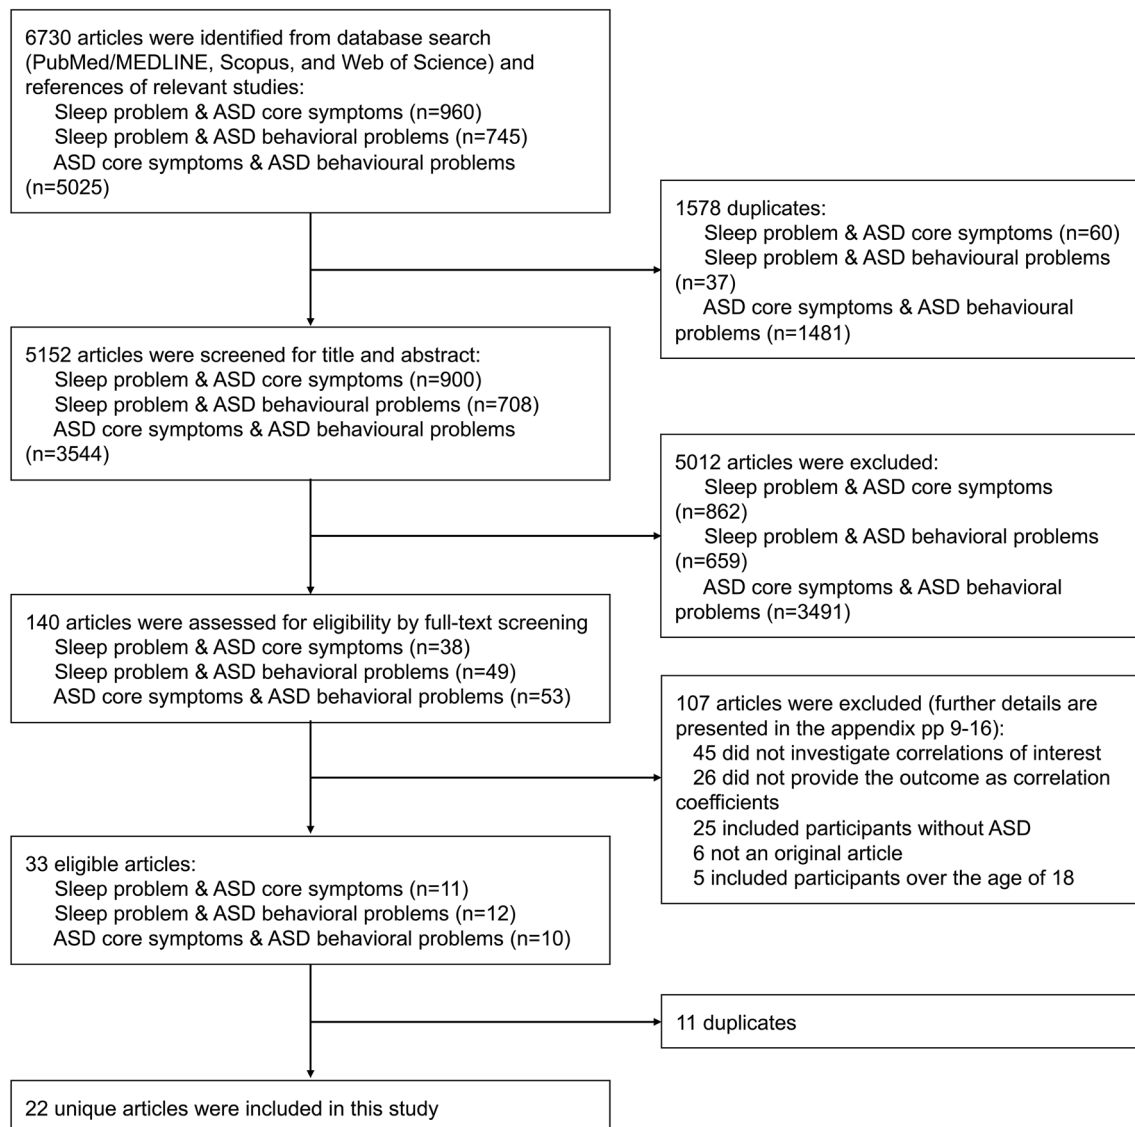 6730 articles were identified from database search
(PubMed/MEDLINE, Scopus, and Web of Science) and
references of relevant studies:
Sleep problem & ASD core symptoms (n=960)
Sleep problem & ASD behavioral problems (n=745)
ASD core symptoms & ASD behavioural problems
(n=5025)
1578 duplicates:
Sleep problem & ASD core symptoms (n=60)
Sleep problem & ASD behavioural problems
(n=37)
ASD core symptoms & ASD behavioural
problems (n=1481)
5152 articles were screened for title and abstract:
Sleep problem & ASD core symptoms (n=900)
Sleep problem & ASD behavioural problems (n=708)
ASD core symptoms & ASD behavioural problems
(n=3544)
5012 articles were excluded:
Sleep problem & ASD core symptoms
(n=862)
Sleep problem & ASD behavioral problems
(n=659)
ASD core symptoms & ASD behavioral
problems (n=3491)
140 articles were assessed for eligibility by full-text screening
Sleep problem & ASD core symptoms (n=38)
Sleep problem & ASD behavioral problems (n=49)
ASD core symptoms & ASD behavioral problems (n=53)
107 articles were excluded (further details are
presented in the appendix pp 9-16):
45 did not investigate correlations of interest
26 did not provide the outcome as correlation
coefficients
25 included participants without ASD
6 not an original article
5 included participants over the age of 18
33 eligible articles:
Sleep problem & ASD core symptoms (n=11)
Sleep problem & ASD behavioral problems (n=12)
ASD core symptoms & ASD behavioral problems (n=10)
11 duplicates
22 unique articles were included in this study